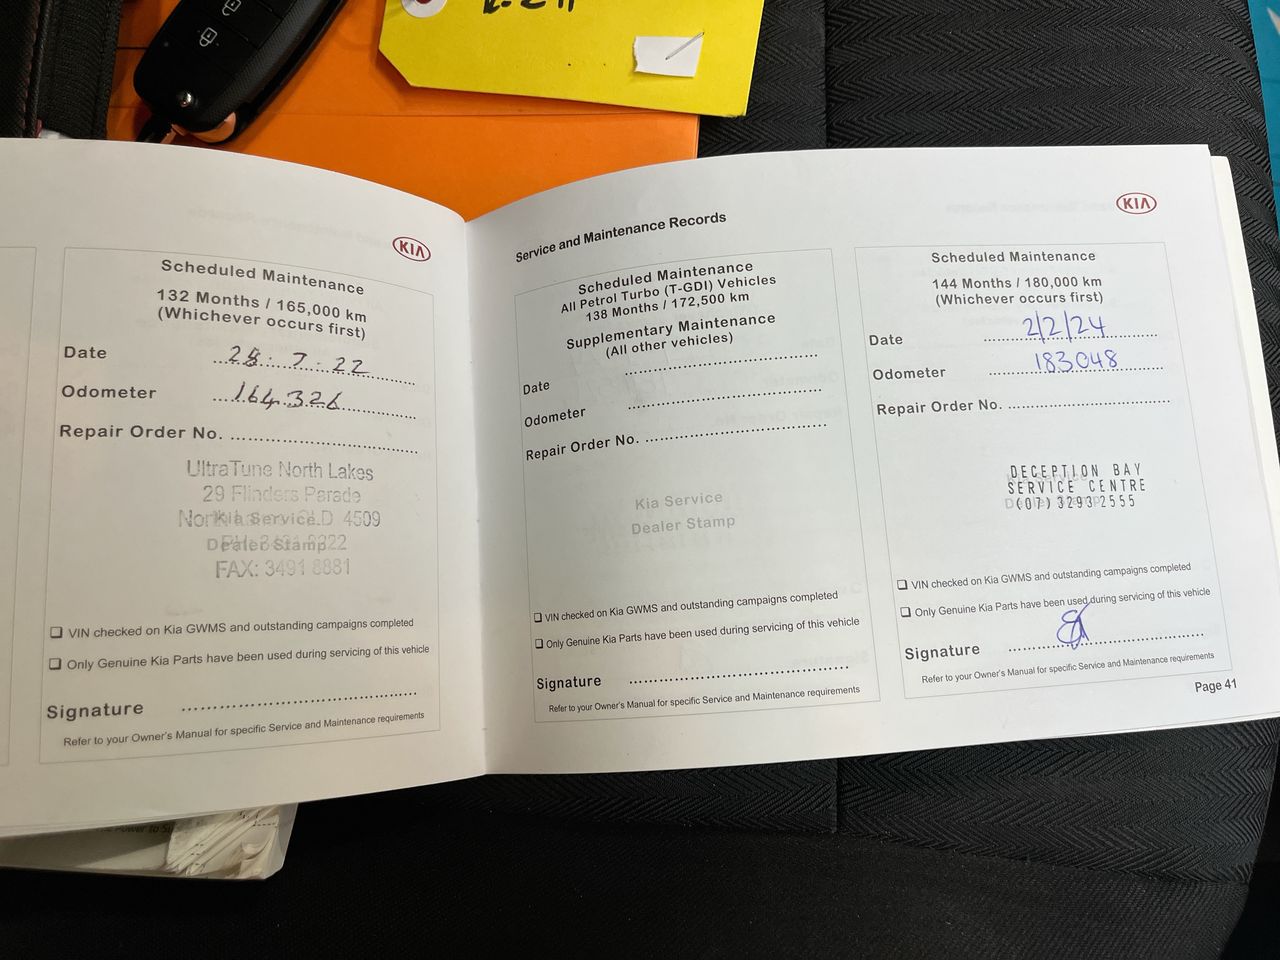 KIA
Scheduled Maintenance
132 Months / 165,000 km
(Whichever occurs first)
Date 28.7.22
Odometer 164326
Repair Order No.
UltraTune North Lakes
29 Flinders Parade
4509
Kia Service
Dealer Stamp
FAX: 3491 8881
❑ VIN checked on Kia GWMS and outstanding campaigns completed
❑ Only Genuine Kia Parts have been used during servicing of this vehicle
Signature
Refer to your Owner's Manual for specific Service and Maintenance requirements
Service and Maintenance Records
Scheduled Maintenance
All Petrol Turbo (T-GDI) Vehicles
138 Months / 172,500 km
Supplementary Maintenance
(All other vehicles)
Date
Odometer
Repair Order No.
Kia Service
Dealer Stamp
❑ VIN checked on Kia GWMS and outstanding campaigns completed
❑ Only Genuine Kia Parts have been used during servicing of this vehicle
Signature
Refer to your Owner's Manual for specific Service and Maintenance requirements
KIA
Scheduled Maintenance
144 Months / 180,000 km
(Whichever occurs first)
Date 2/2/24
Odometer 183048
Repair Order No.
DECEPTION BAY
SERVICE CENTRE
(07) 3293 2555
❑ VIN checked on Kia GWMS and outstanding campaigns completed
❑ Only Genuine Kia Parts have been used during servicing of this vehicle
Signature
Refer to your Owner's Manual for specific Service and Maintenance requirements
Page 41